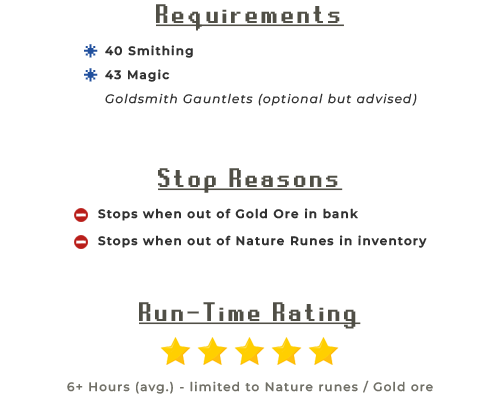 Requirements
40 Smithing
43 Magic
Goldsmith Gauntlets (optional but advised)
Stop Reasons
Stops when out of Gold Ore in bank
Stops when out of Nature Runes in inventory
Run-Time Rating
6+ Hours (avg.) - limited to Nature runes / Gold ore